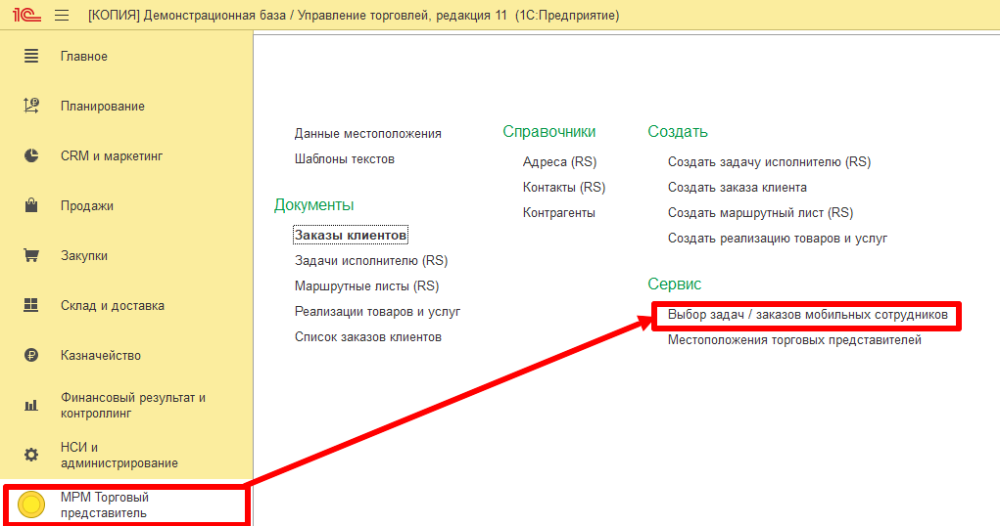 1С [КОПИЯ] Демонстрационная база / Управление торговлей, редакция 11 (1С:Предприятие)
Главное
Планирование
CRM и маркетинг
Продажи
Закупки
Склад и доставка
Казначейство
Финансовый результат и
контроллинг
НСИ и
администрирование
МРМ Торговый
представитель
Данные местоположения
Шаблоны текстов
Документы
Заказы клиентов
Задачи исполнителю (RS)
Маршрутные листы (RS)
Реализации товаров и услуг
Список заказов клиентов
Справочники
Адреса (RS)
Контакты (RS)
Контрагенты
Создать
Создать задачу исполнителю (RS)
Создать заказа клиента
Создать маршрутный лист (RS)
Создать реализацию товаров и услуг
Сервис
Выбор задач / заказов мобильных сотрудников
Местоположения торговых представителей